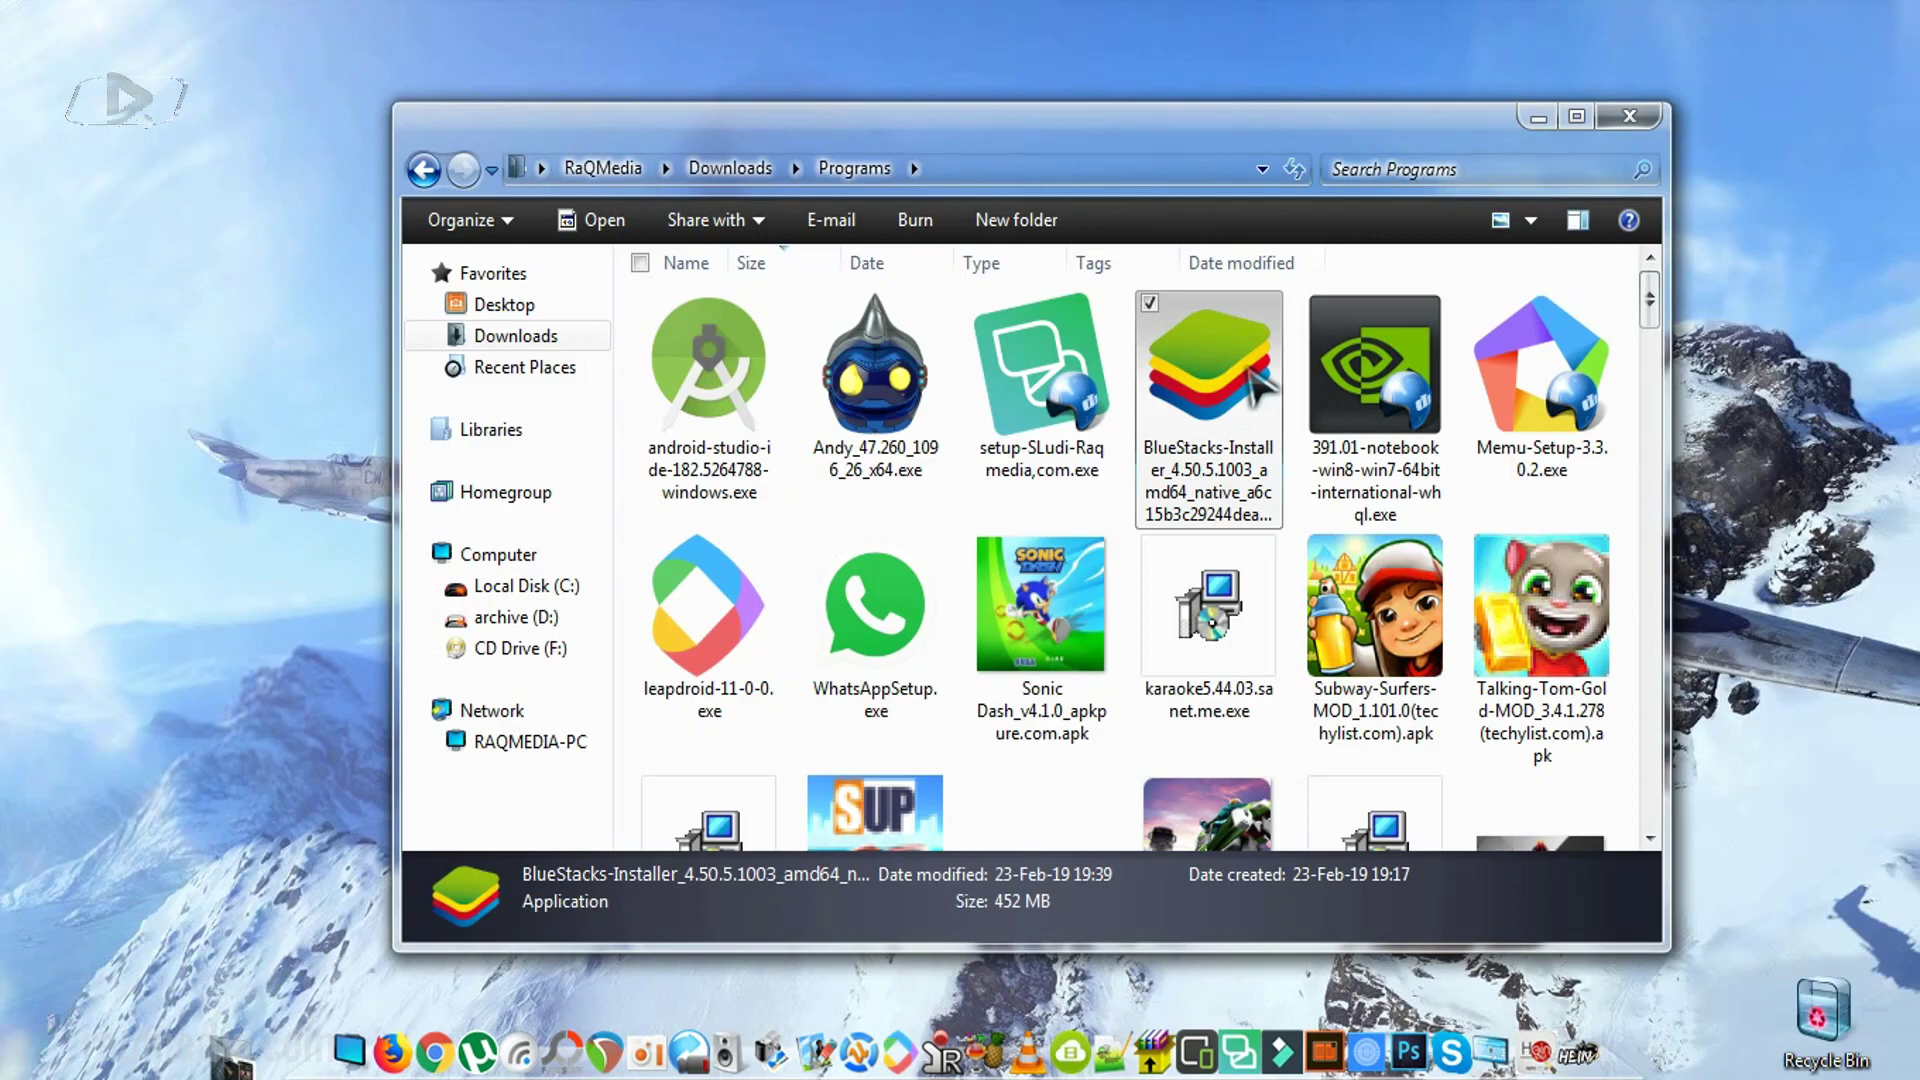 RaQMedia
Downloads
Programs
Search Programs
Organize
Open
Share with
E-mail
Burn
New folder
Name
Size
Date
Type
Tags
Date modified
Favorites
Desktop
Downloads
Recent Places
Libraries
Homegroup
Computer
Local Disk (C:)
archive (D:)
CD Drive (F:)
Network
RAQMEDIA-PC
android-studio-i
de-182.5264788-
windows.exe
Andy_47.260_109
6_26_x64.exe
setup-SLudi-Raq
media,com.exe
BlueStacks-Install
er_4.50.5.1003_a
md64_native_a6c
15b3c29244dea...
391.01-notebook
-win8-win7-64bit
-international-wh
ql.exe
Memu-Setup-3.3.
0.2.exe
leapdroid-11-0-0.
exe
WhatsAppSetup.
exe
SONIC
DASH
SEGA
Sonic
Dash_v4.1.0_apkp
ure.com.apk
karaoke5.44.03.sa
net.me.exe
Subway-Surfers-
MOD_1.101.0(tec
hylist.com).apk
Talking-Tom-Gol
d-MOD_3.4.1.278
(techylist.com).a
pk
SUP
BlueStacks-Installer_4.50.5.1003_amd64_n...
Date modified: 23-Feb-19 19:39
Date created: 23-Feb-19 19:17
Application
Size: 452 MB
Ps
HEIN
Recycle Bin